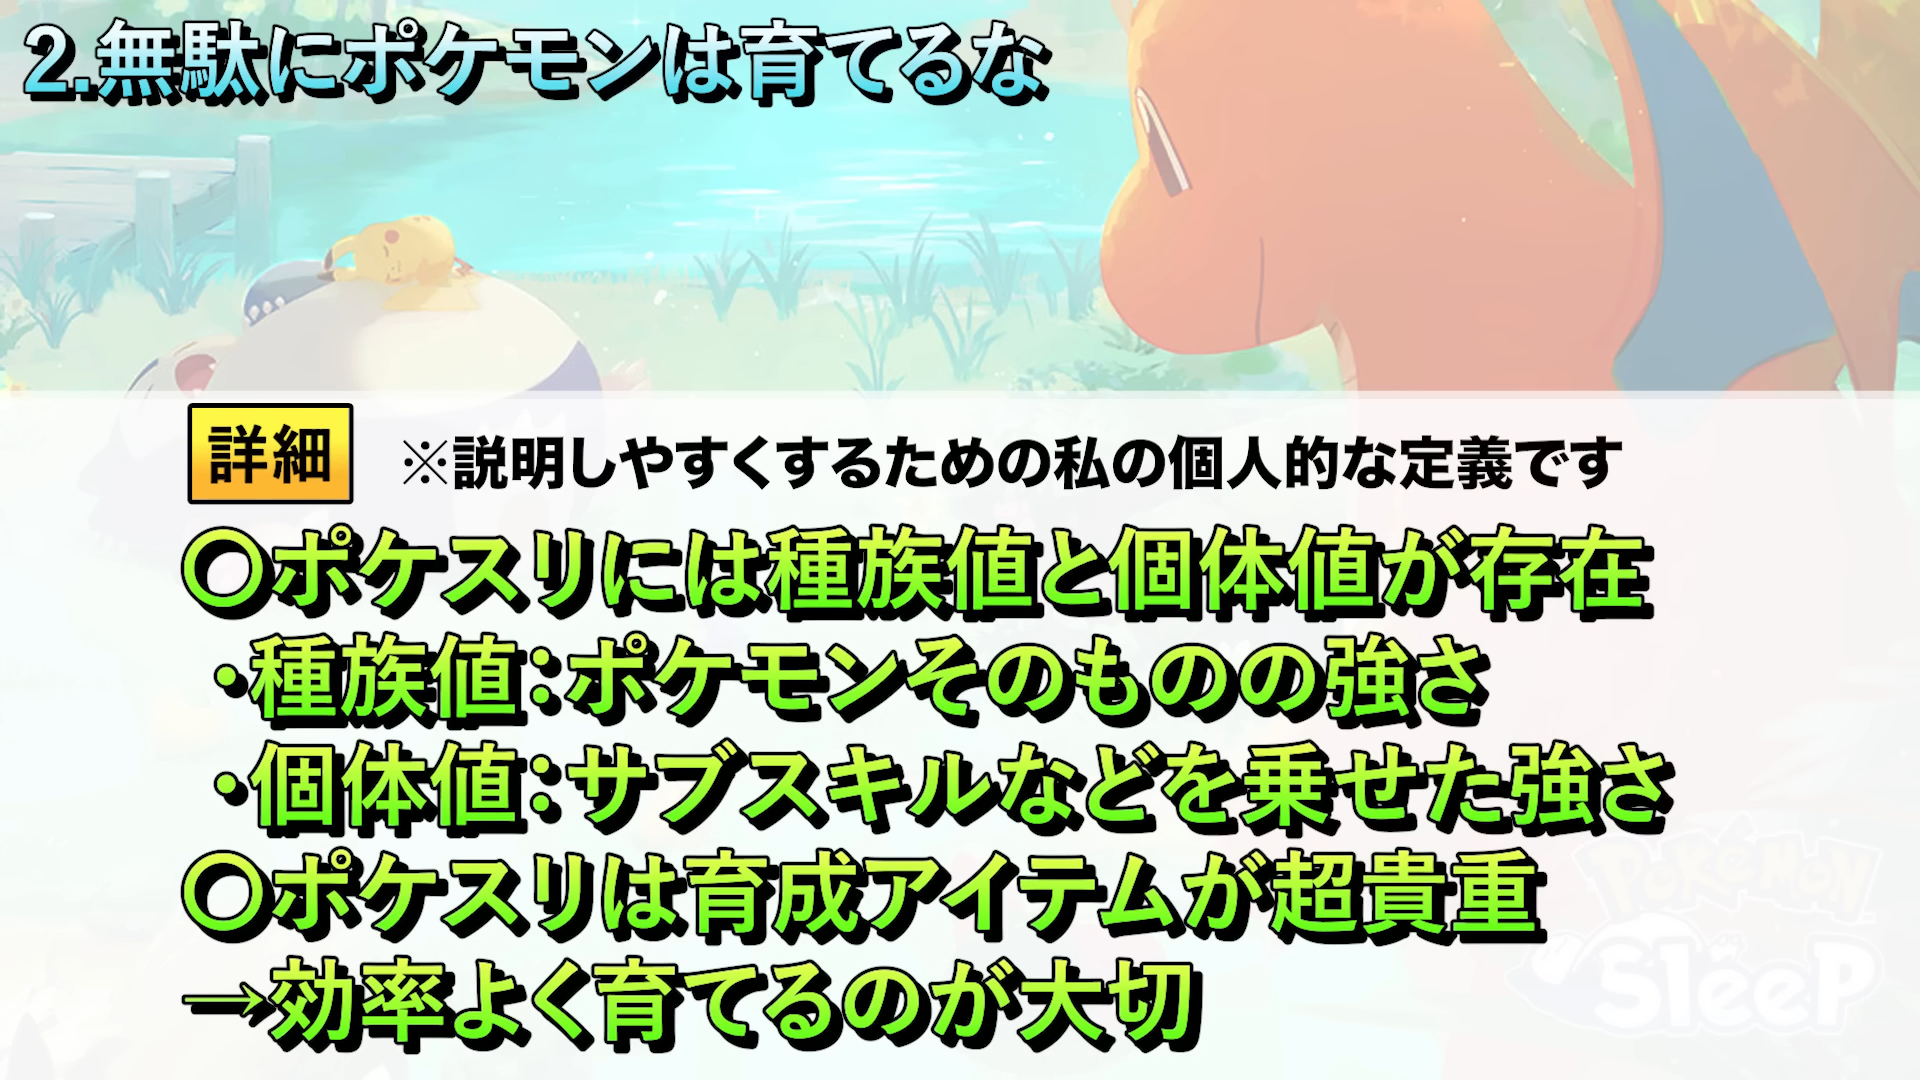 2.無駄にポケモンは育てるな
詳細
※説明しやすくするための私の個人的な定義です
〇ポケスリには種族値と個体値が存在
・種族値:ポケモンそのものの強さ
・個体値:サブスキルなどを乗せた強さ
〇ポケスリは育成アイテムが超貴重
→効率よく育てるのが大切
POKÉMON
SleeP